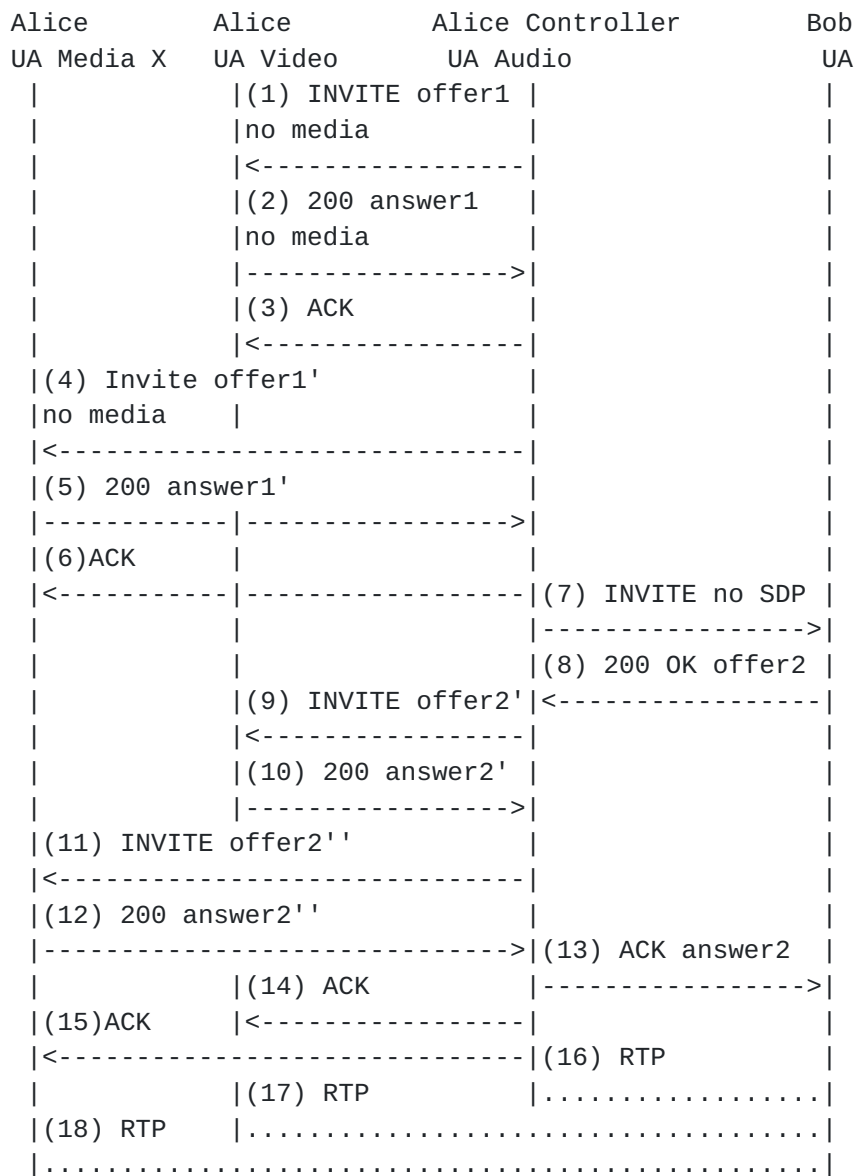 Alice Alice Alice Controller Bob
UA Media X UA Video UA Audio UA
(1) INVITE offer1
no media
(2) 200 answer1
no media
(3) ACK
(4) Invite offer1'
no media
(5) 200 answer1'
(6)ACK
(7) INVITE no SDP
(8) 200 OK offer2
(9) INVITE offer2'
(10) 200 answer2'
(11) INVITE offer2''
(12) 200 answer2''
(13) ACK answer2
(14) ACK
(15)ACK
(16) RTP
(17) RTP
(18) RTP